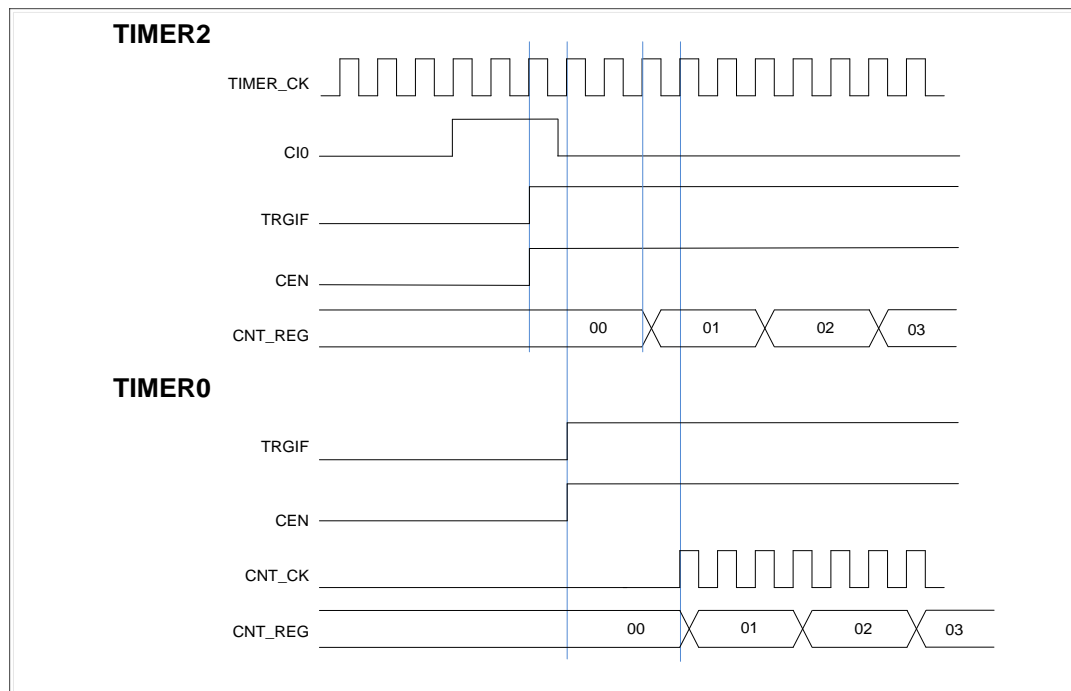 TIMER2
TIMER_CK
CI0
TRGIF
CEN
CNT_REG 00 01 02 03
TIMER0
TRGIF
CEN
CNT_CK
CNT_REG 00 01 02 03